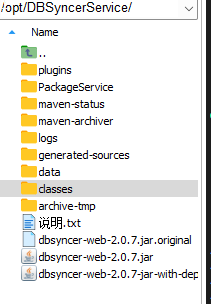 /opt/DBSyncerService/
Name
..
plugins
PackageService
maven-status
maven-archiver
logs
generated-sources
data
classes
archive-tmp
说明.txt
dbsyncer-web-2.0.7.jar.original
dbsyncer-web-2.0.7.jar
dbsyncer-web-2.0.7-jar-with-dep